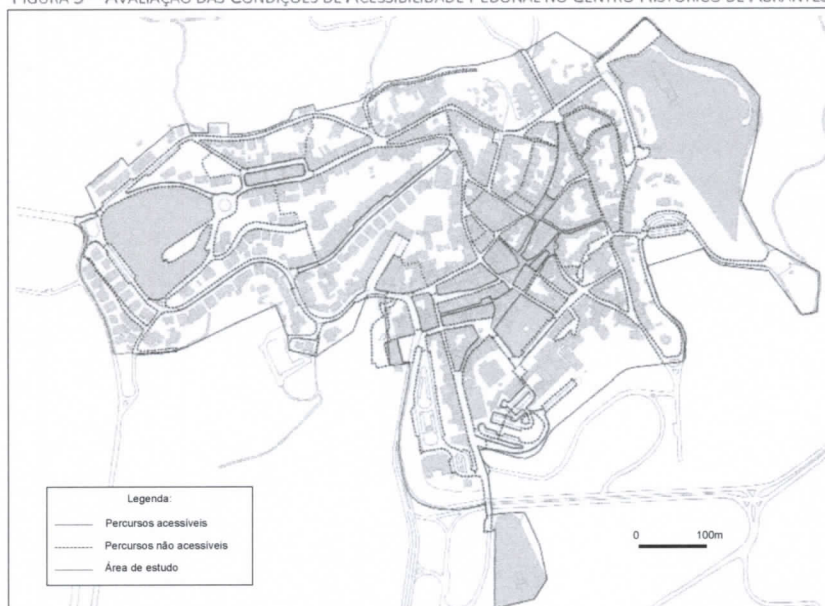 FIGURA 5 – AVALIAÇÃO DAS CONDIÇÕES DE ACESSIBILIDADE PEDONAL NO CENTRO HISTÓRICO DE ABRANTES
Legenda:
Percursos acessíveis
Percursos não acessíveis
Área de estudo
0 100m